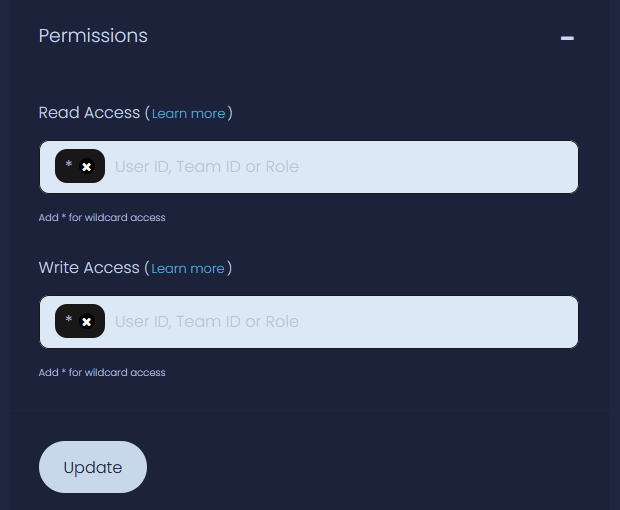 Permissions
Read Access (Learn more)
* ✖ User ID, Team ID or Role
Add * for wildcard access
Write Access (Learn more)
* ✖ User ID, Team ID or Role
Add * for wildcard access
Update